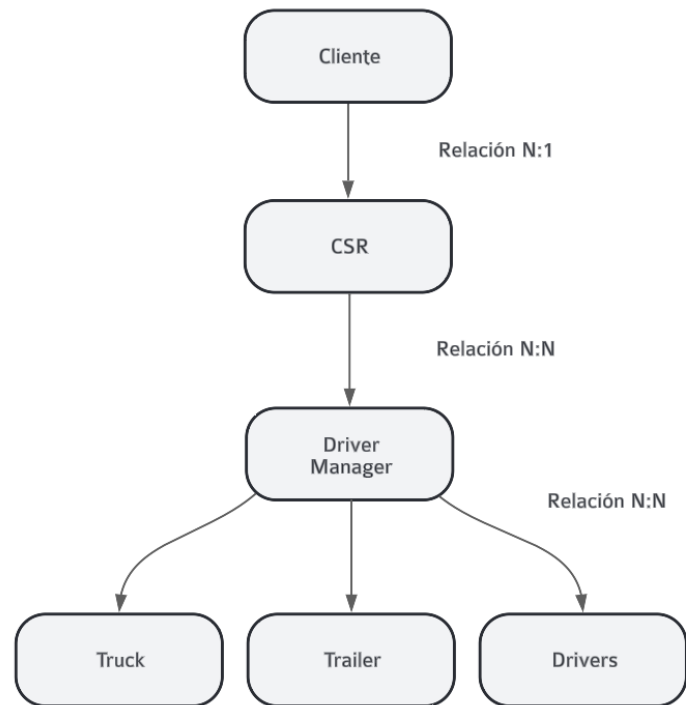 Cliente
Relación N:1
CSR
Relación N:N
Driver
Manager
Relación N:N
Truck
Trailer
Drivers